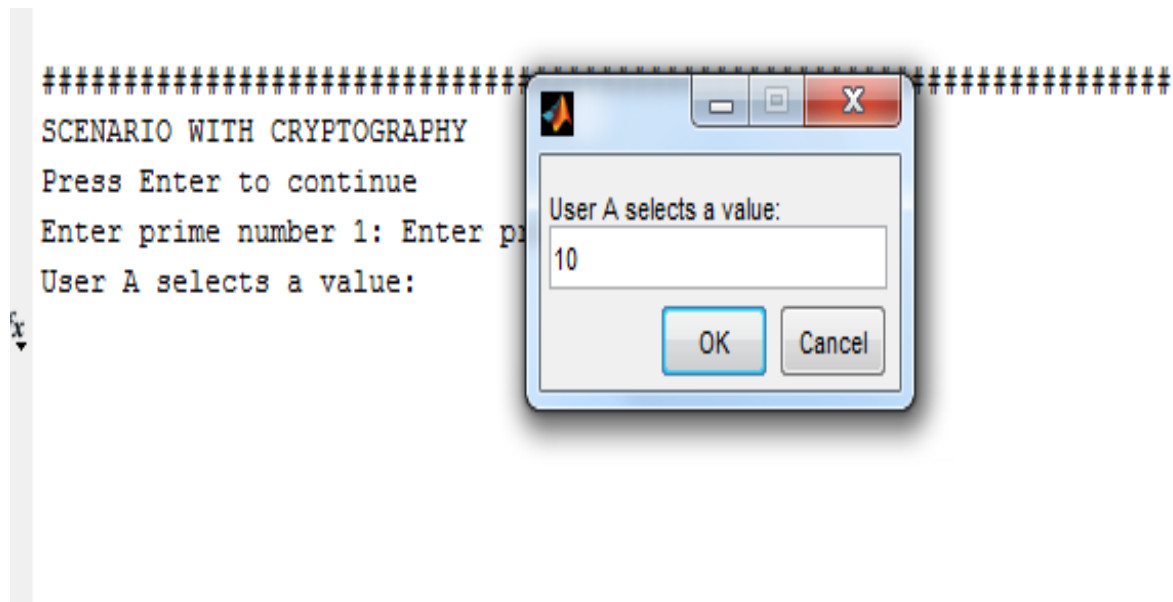 ####################################################################
SCENARIO WITH CRYPTOGRAPHY
Press Enter to continue
Enter prime number 1: Enter
User A selects a value:
fx
X
User A selects a value:
10
OK
Cancel